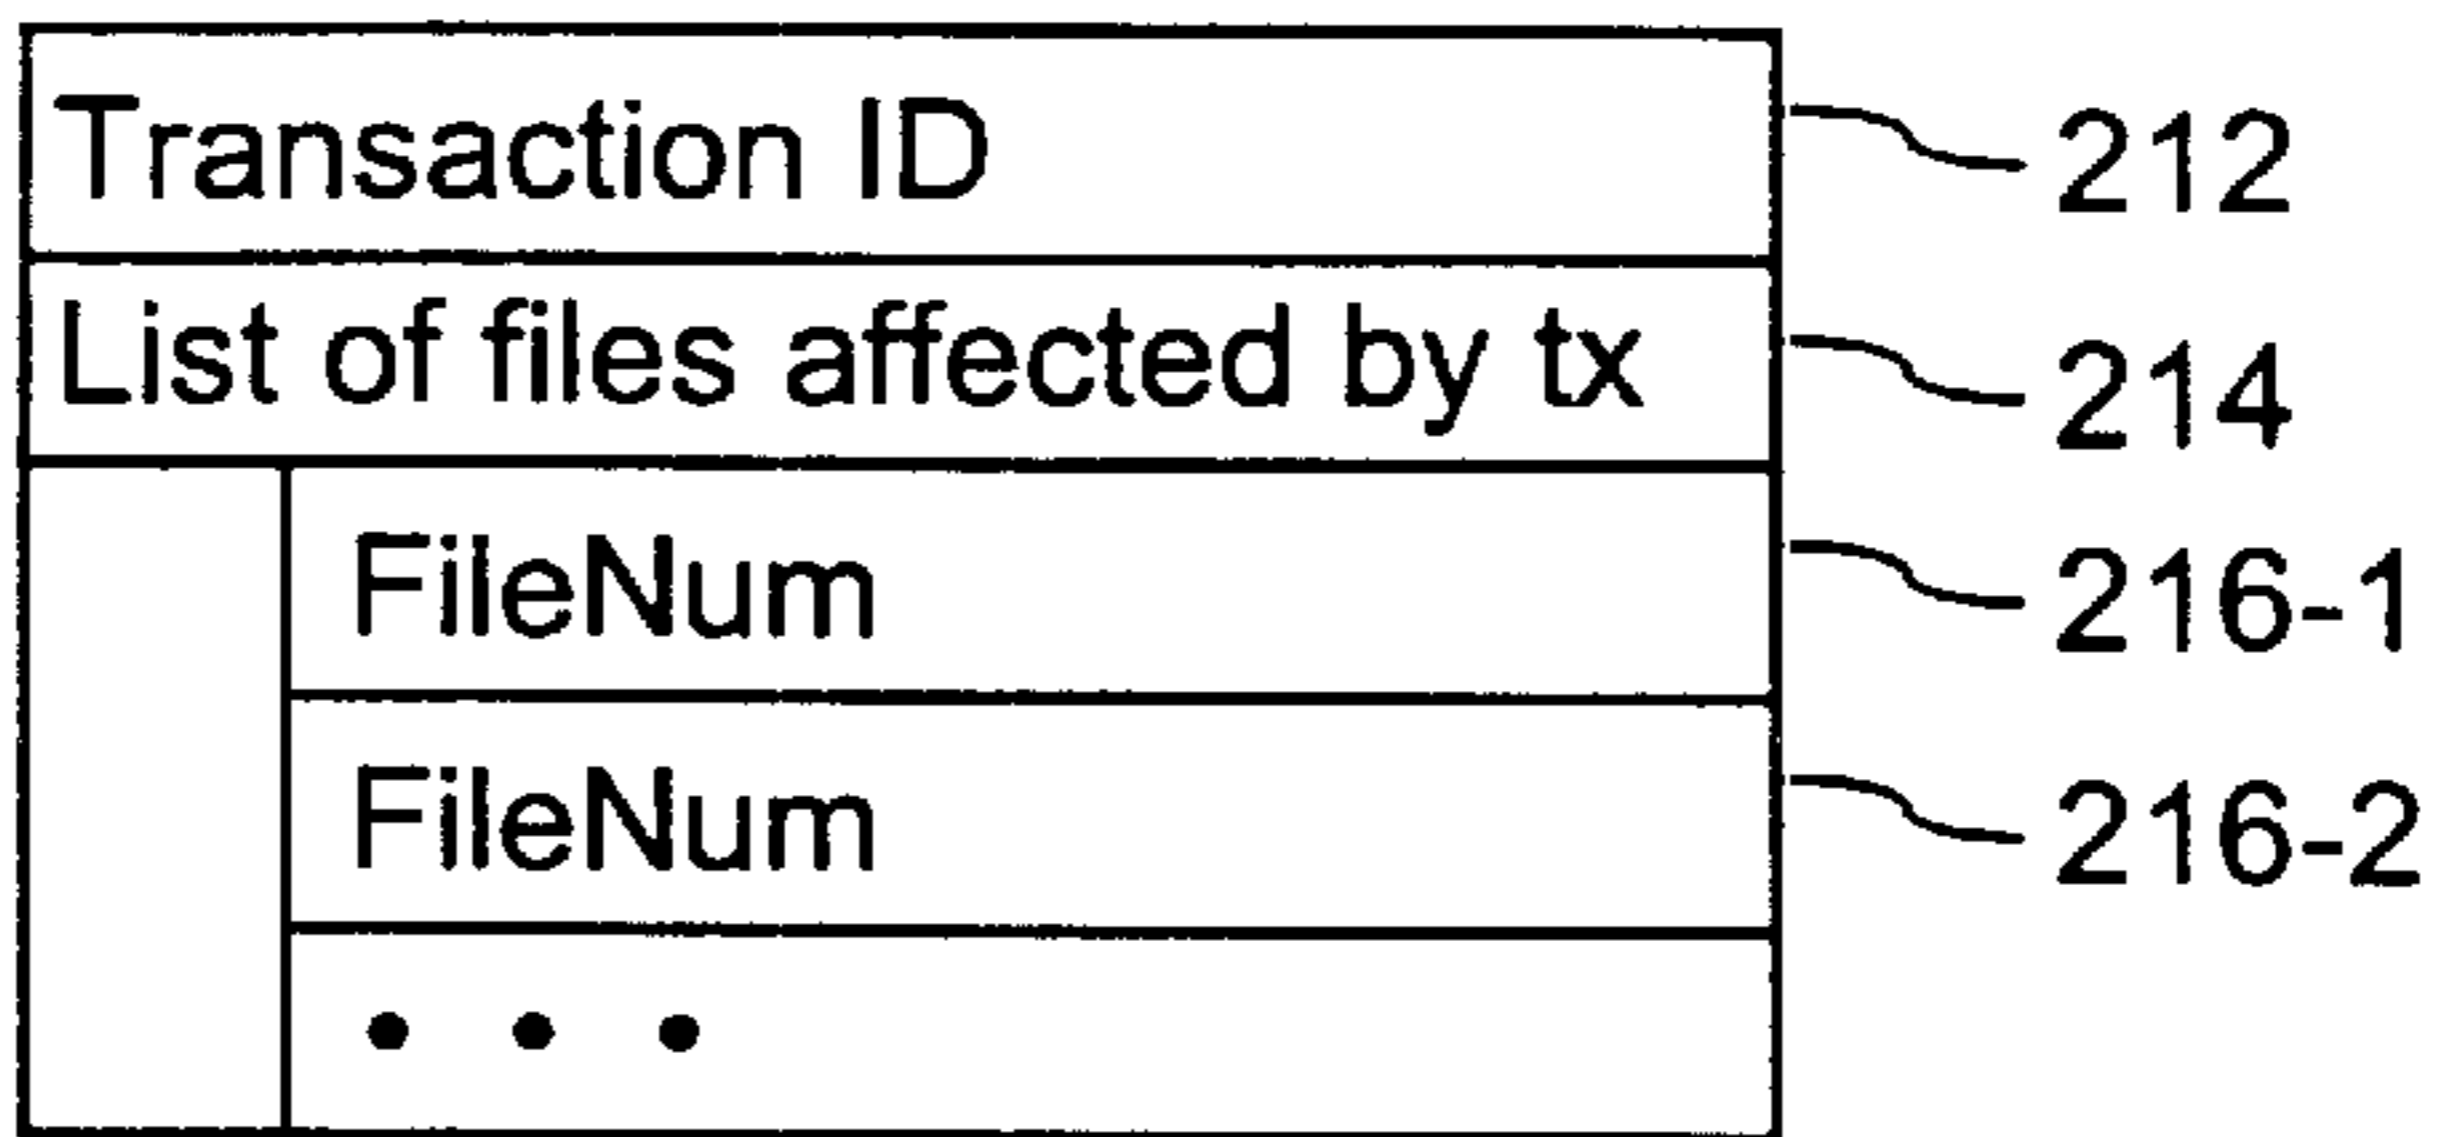 Transaction ID 212
List of files affected by tx 214
FileNum 216-1
FileNum 216-2
• • •